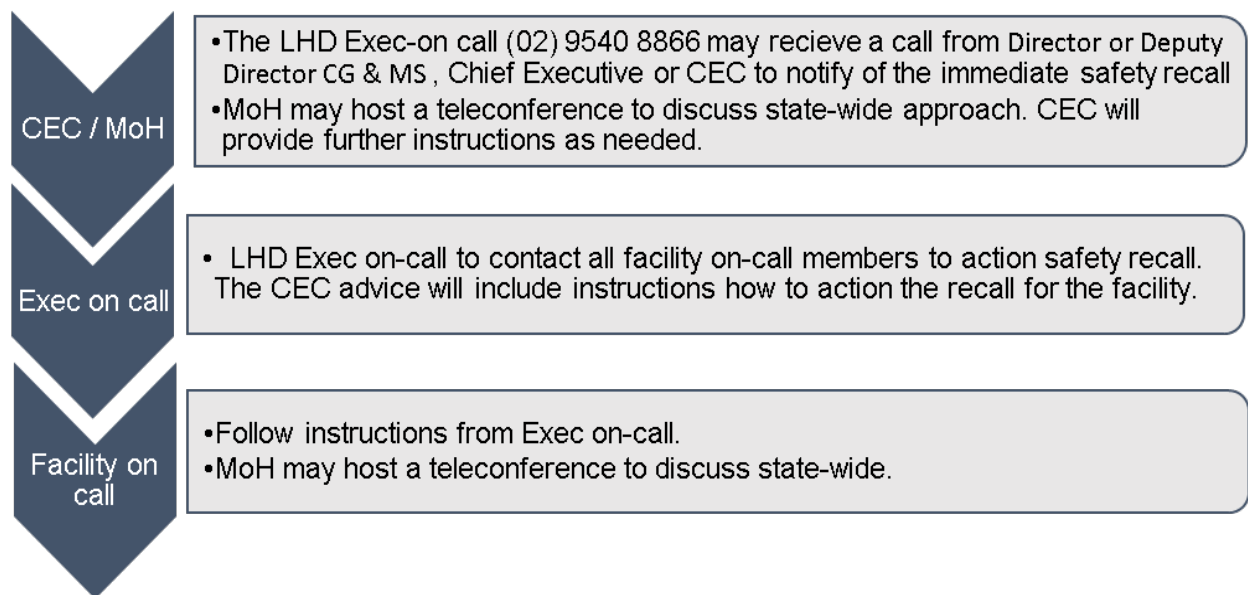 CEC / MoH
•The LHD Exec-on call (02) 9540 8866 may recieve a call from Director or Deputy
Director CG & MS , Chief Executive or CEC to notify of the immediate safety recall
•MoH may host a teleconference to discuss state-wide approach. CEC will
provide further instructions as needed.
Exec on call
• LHD Exec on-call to contact all facility on-call members to action safety recall.
The CEC advice will include instructions how to action the recall for the facility.
Facility on
call
•Follow instructions from Exec on-call.
•MoH may host a teleconference to discuss state-wide.